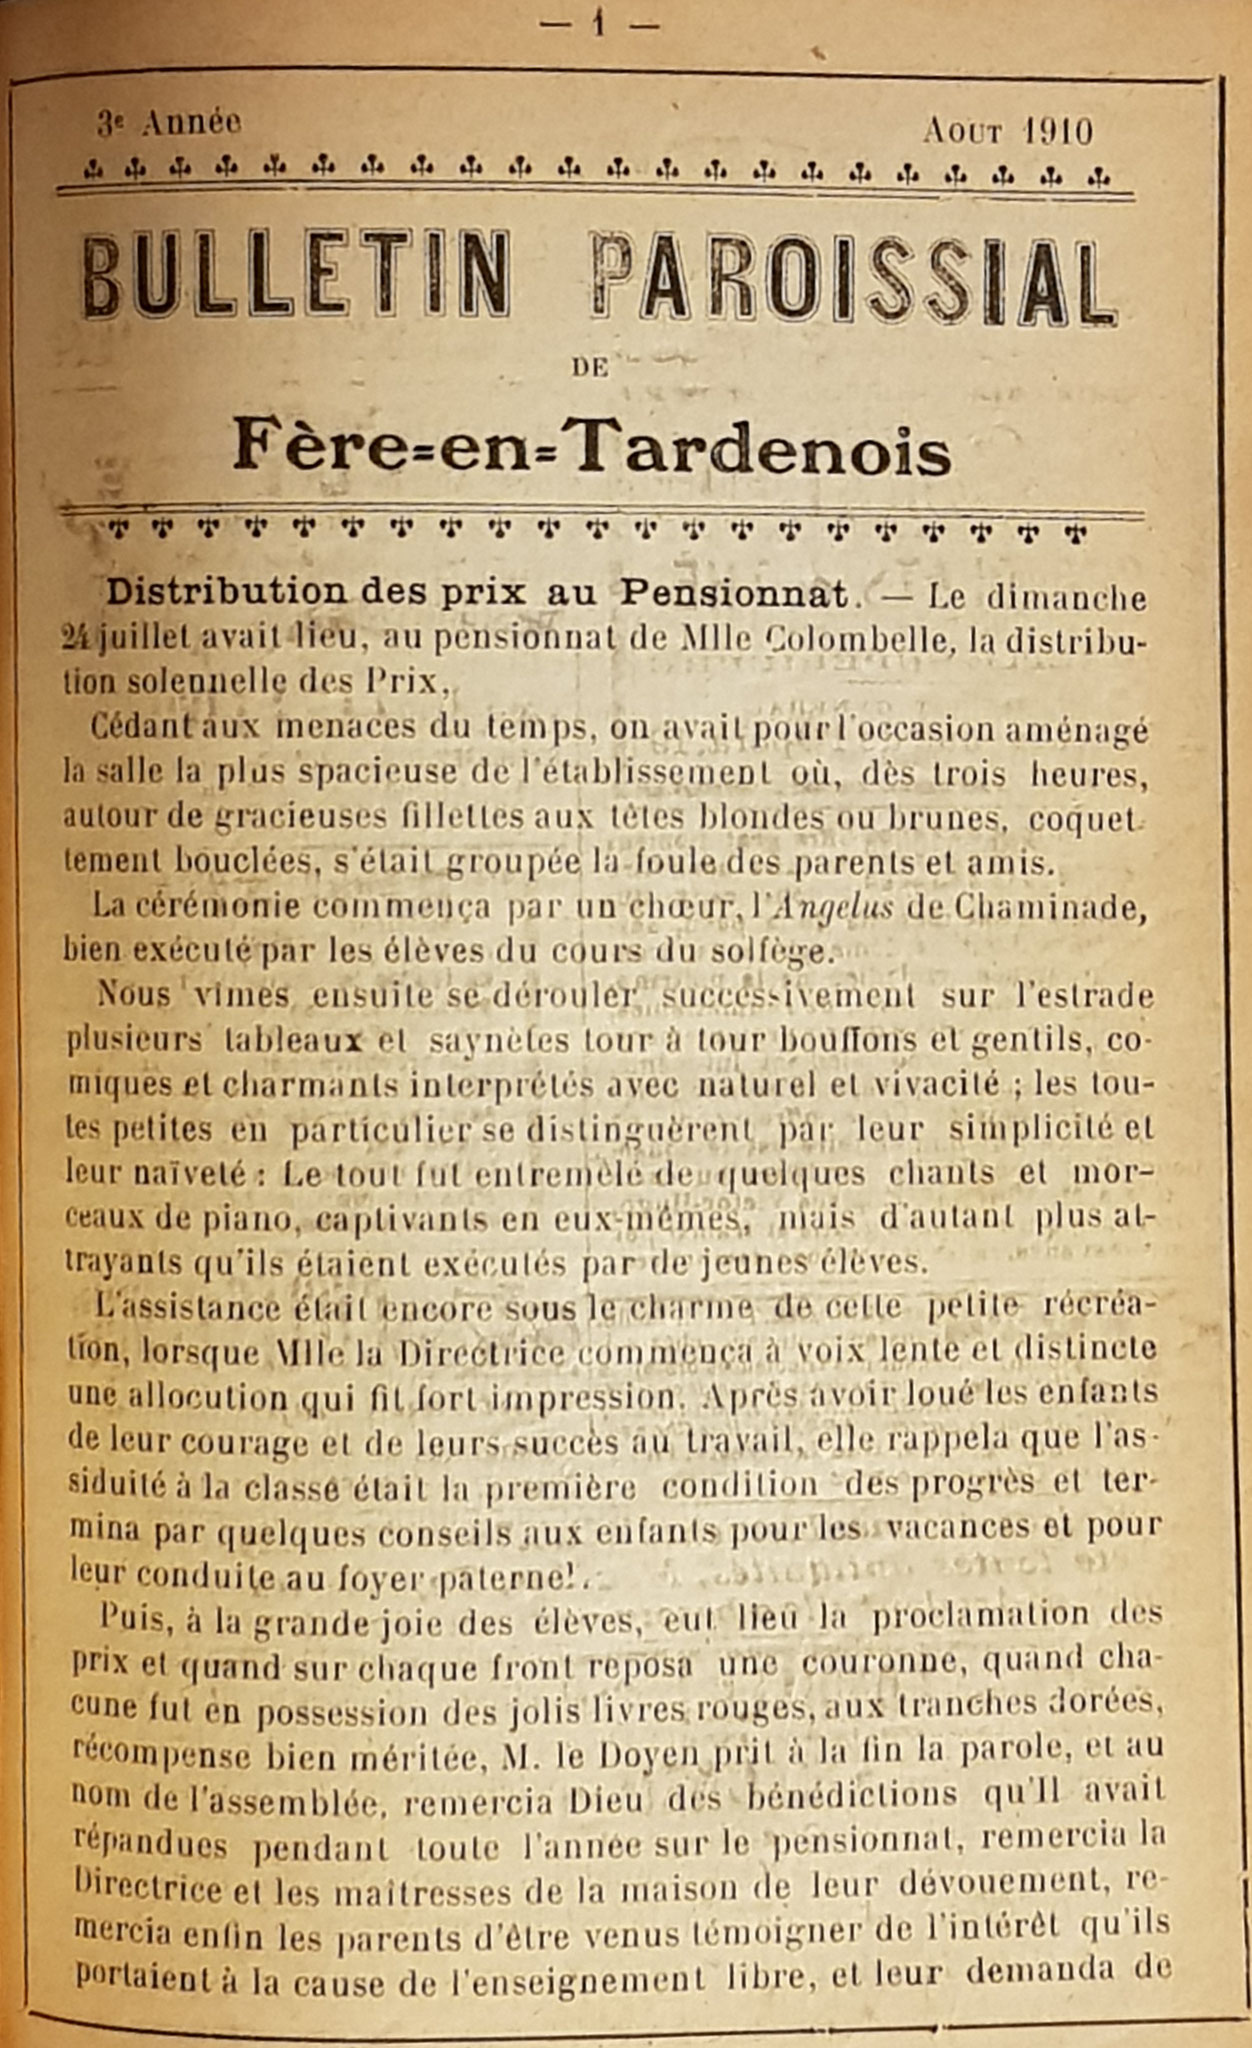 — 1 —
3e Année
Aout 1910
BULLETIN PAROISSIAL
DE
Fère=en=Tardenois
Distribution des prix au Pensionnat. — Le dimanche
24 juillet avait lieu, au pensionnat de Mlle Colombelle, la distribu-
tion solennelle des Prix.
Cédant aux menaces du temps, on avait pour l'occasion aménagé
la salle la plus spacieuse de l'établissement où, dès trois heures,
autour de gracieuses fillettes aux têtes blondes ou brunes, coquet-
tement bouclées, s'était groupée la foule des parents et amis.
La cérémonie commença par un chœur, l'Angelus de Chaminade,
bien exécuté par les élèves du cours du solfège.
Nous vîmes ensuite se dérouler successivement sur l'estrade
plusieurs tableaux et saynètes tour à tour bouffons et gentils, co-
miques et charmants interprétés avec naturel et vivacité ; les tou-
tes petites en particulier se distinguèrent par leur simplicité et
leur naïveté : Le tout fut entremêlé de quelques chants et mor-
ceaux de piano, captivants en eux-mêmes, mais d'autant plus at-
trayants qu'ils étaient exécutés par de jeunes élèves.
L'assistance était encore sous le charme de cette petite récréa-
tion, lorsque Mlle la Directrice commença à voix lente et distincte
une allocution qui fit fort impression. Après avoir loué les enfants
de leur courage et de leurs succès au travail, elle rappela que l'as-
siduité à la classe était la première condition des progrès et ter-
mina par quelques conseils aux enfants pour les vacances et pour
leur conduite au foyer paternel.
Puis, à la grande joie des élèves, eut lieu la proclamation des
prix et quand sur chaque front reposa une couronne, quand cha-
cune fut en possession des jolis livres rouges, aux tranches dorées,
récompense bien méritée, M. le Doyen prit à la fin la parole, et au
nom de l'assemblée, remercia Dieu des bénédictions qu'Il avait
répandues pendant toute l'année sur le pensionnat, remercia la
Directrice et les maîtresses de la maison de leur dévouement, re-
mercia enfin les parents d'être venus témoigner de l'intérêt qu'ils
portaient à la cause de l'enseignement libre, et leur demanda de